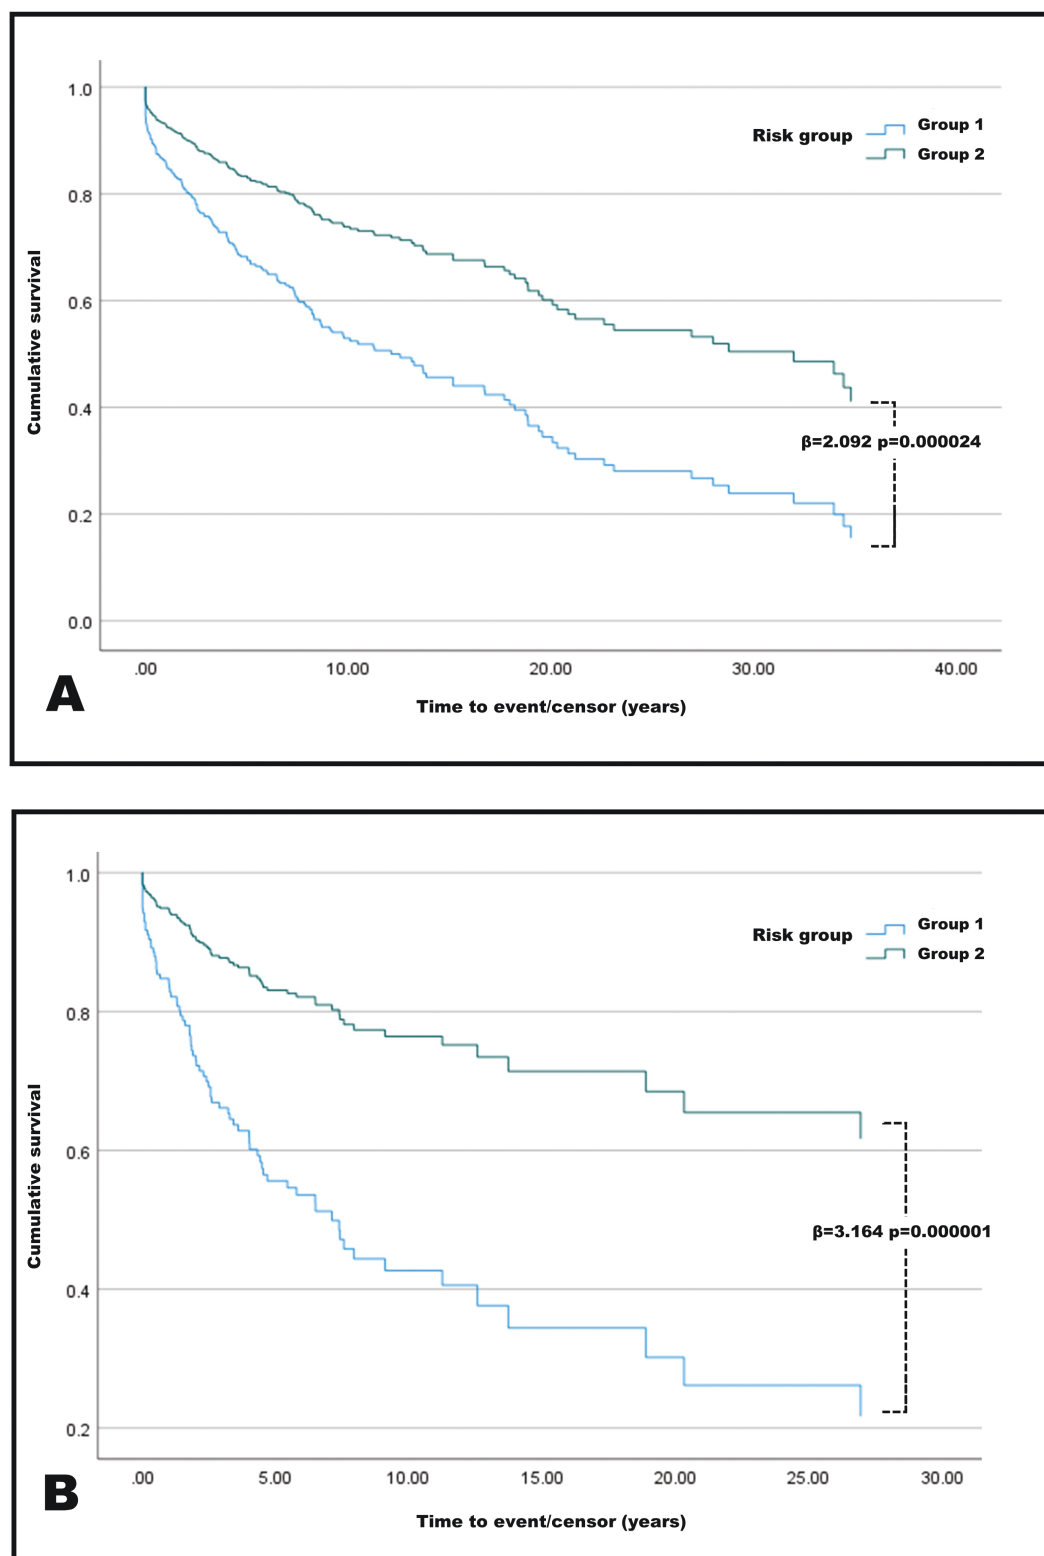 1.0
0.8
0.6
0.4
0.2
0.0
Cumulative survival
Risk group
Group 1
Group 2
β=2.092 p=0.000024
.00 10.00 20.00 30.00 40.00
A
Time to event/censor (years)
1.0
0.8
0.6
0.4
0.2
Cumulative survival
Risk group
Group 1
Group 2
β=3.164 p=0.000001
.00 5.00 10.00 15.00 20.00 25.00 30.00
B
Time to event/censor (years)